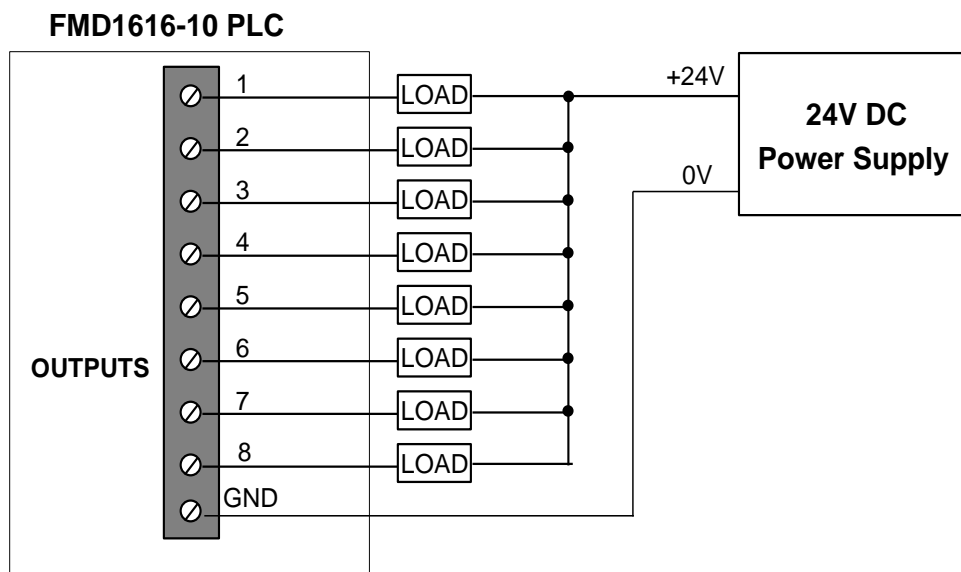 FMD1616-10 PLC
1 LOAD +24V
2 LOAD
3 LOAD
4 LOAD
5 LOAD
6 LOAD
7 LOAD
8 LOAD
GND
OUTPUTS
0V
24V DC
Power Supply